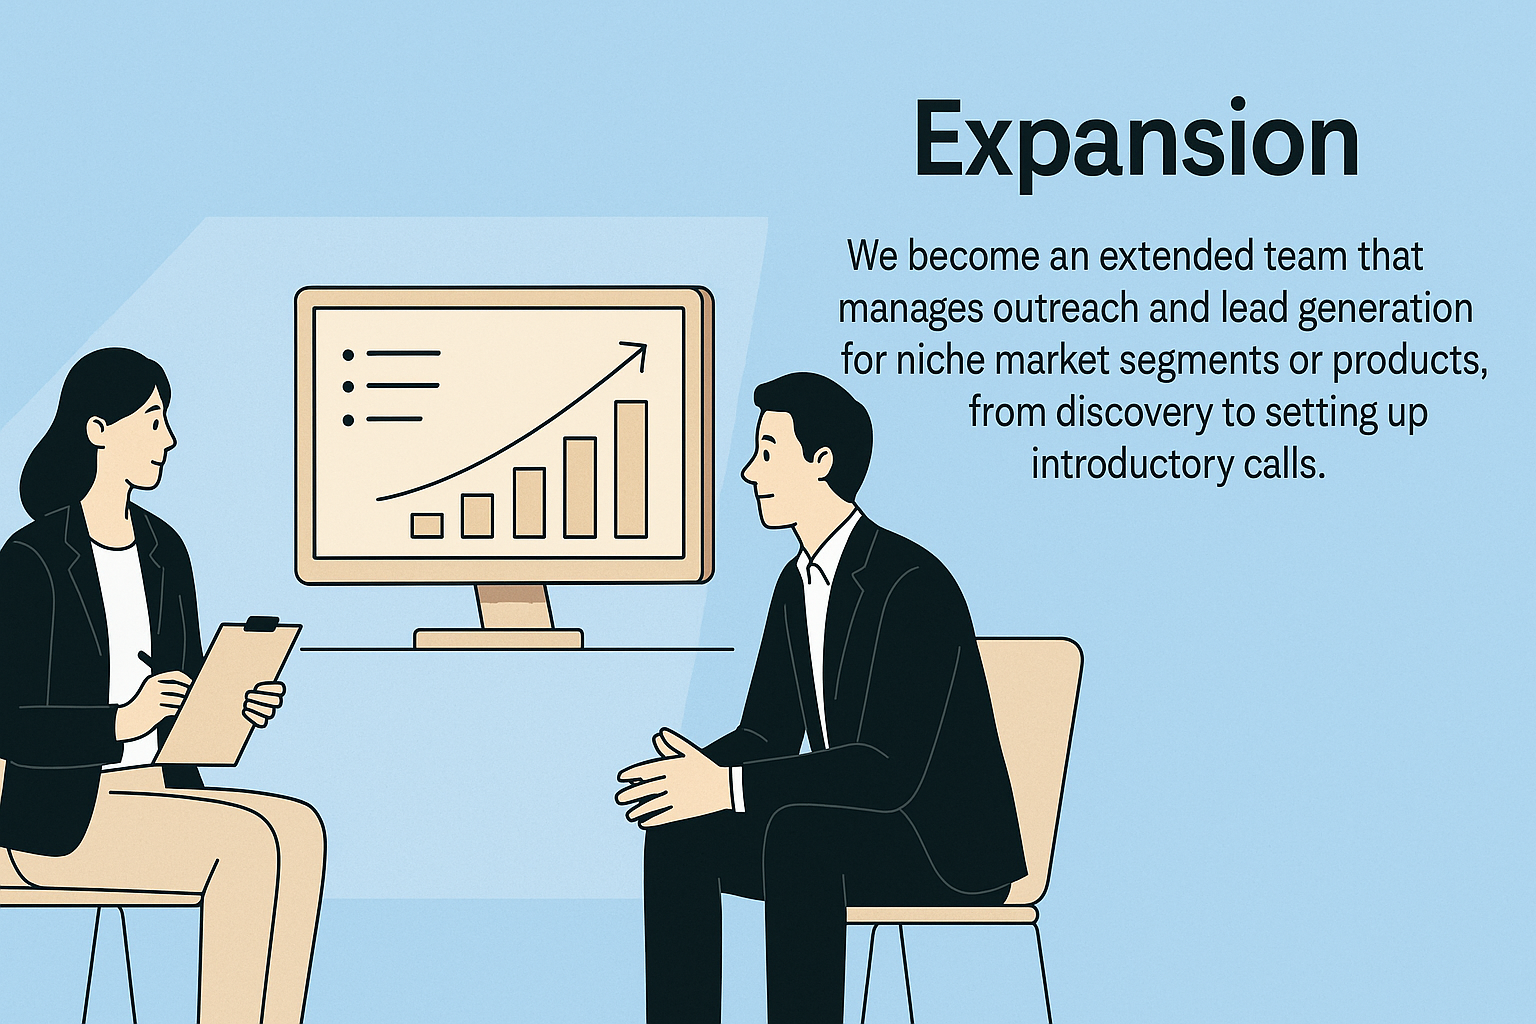 Expansion
We become an extended team that
manages outreach and lead generation
for niche market segments or products,
from discovery to setting up
introductory calls.